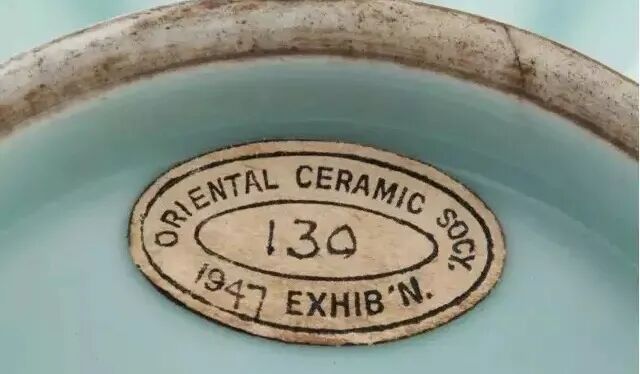 ORIENTAL CERAMIC SOCY.
130
1947 EXHIB'N.